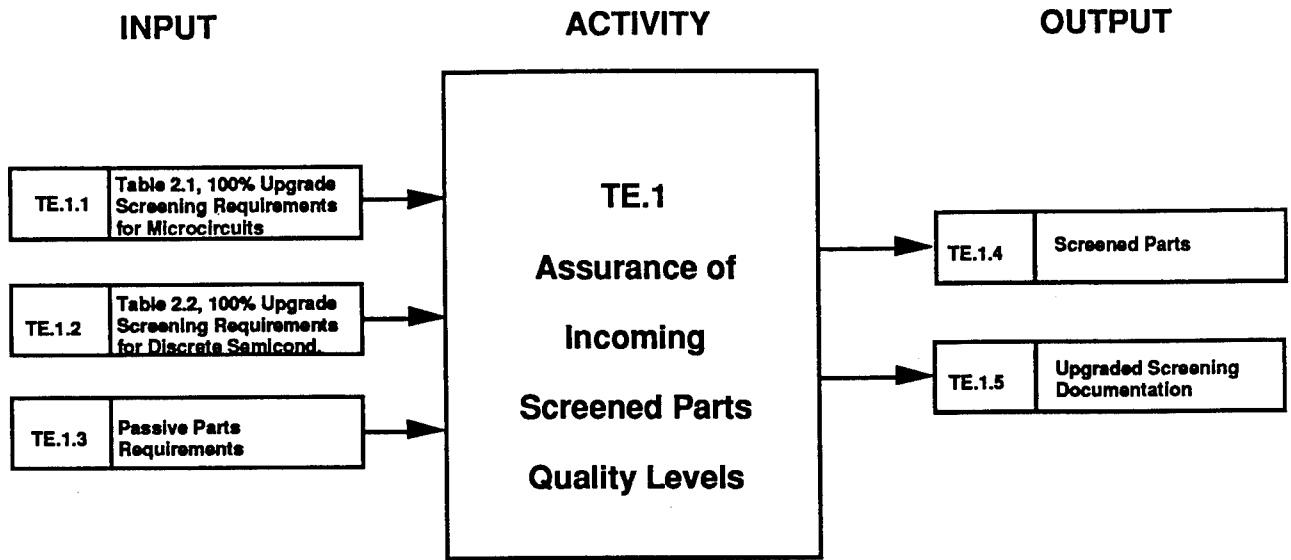 INPUT
ACTIVITY
OUTPUT
TE.1.1
Table 2.1, 100% Upgrade
Screening Requirements
for Microcircuits
TE.1.2
Table 2.2, 100% Upgrade
Screening Requirements
for Discrete Semicond.
TE.1.3
Passive Parts
Requirements
TE.1
Assurance of
Incoming
Screened Parts
Quality Levels
TE.1.4
Screened Parts
TE.1.5
Upgraded Screening
Documentation